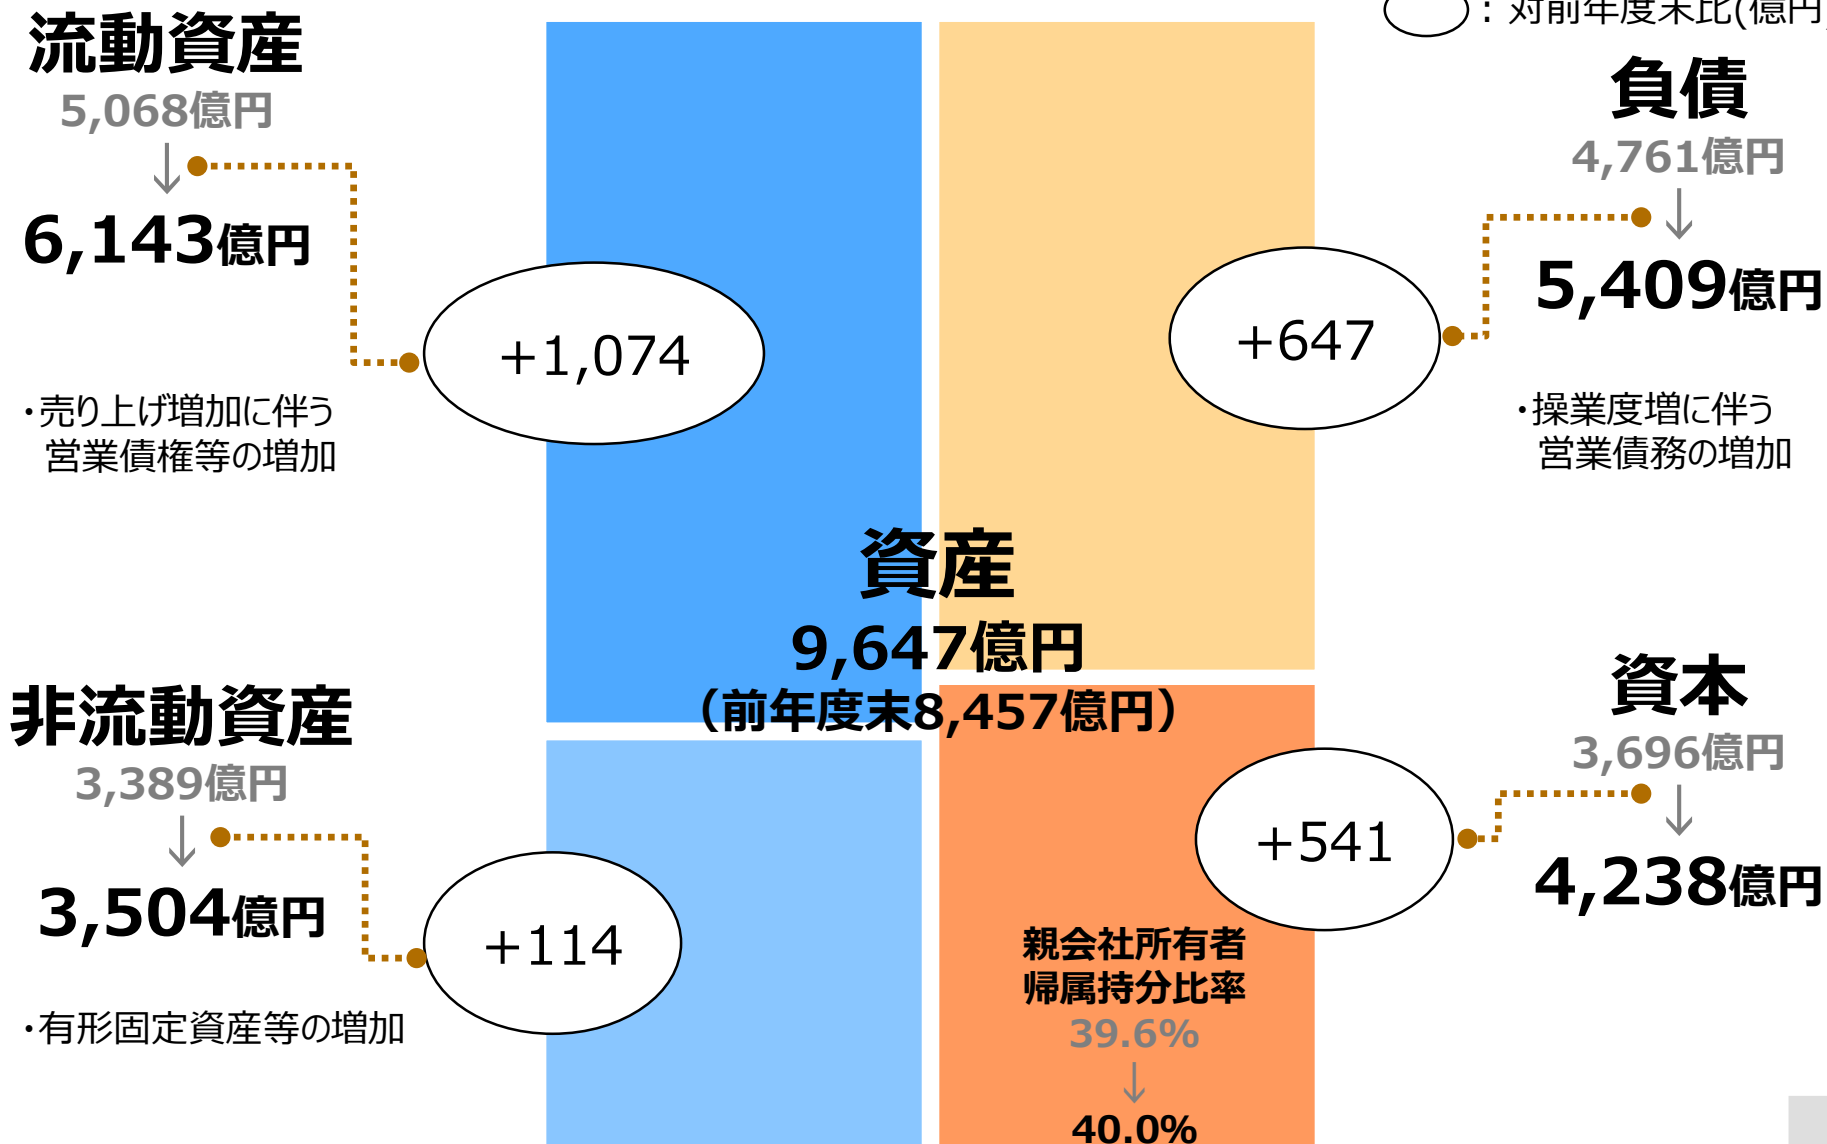 ：対前年度末比(億円)
流動資産
5,068億円
↓
6,143億円
+1,074
・売り上げ増加に伴う
営業債権等の増加
非流動資産
3,389億円
↓
3,504億円
+114
・有形固定資産等の増加
資産
9,647億円
（前年度末8,457億円）
負債
4,761億円
↓
5,409億円
+647
・操業度増に伴う
営業債務の増加
資本
3,696億円
↓
4,238億円
+541
親会社所有者
帰属持分比率
39.6%
↓
40.0%